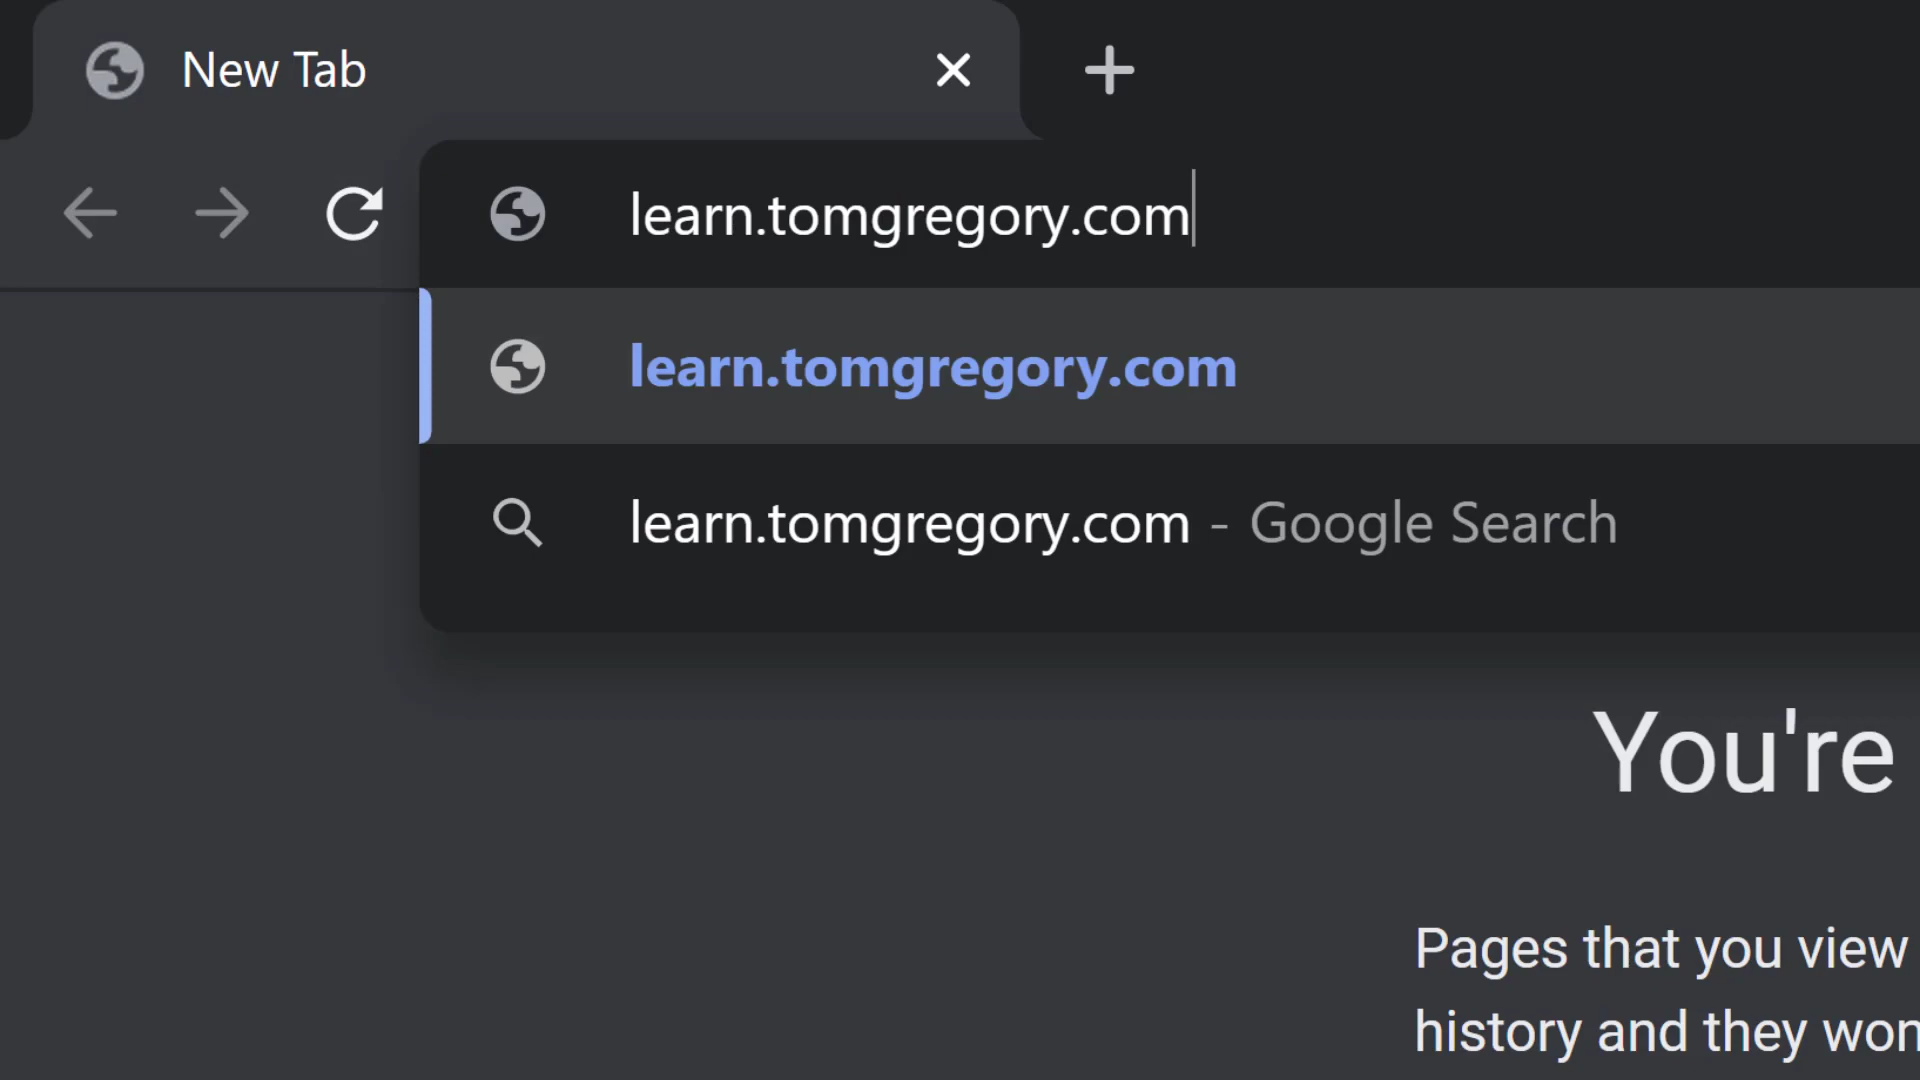 New Tab
learn.tomgregory.com
learn.tomgregory.com
learn.tomgregory.com - Google Search
You're
Pages that you view
history and they won